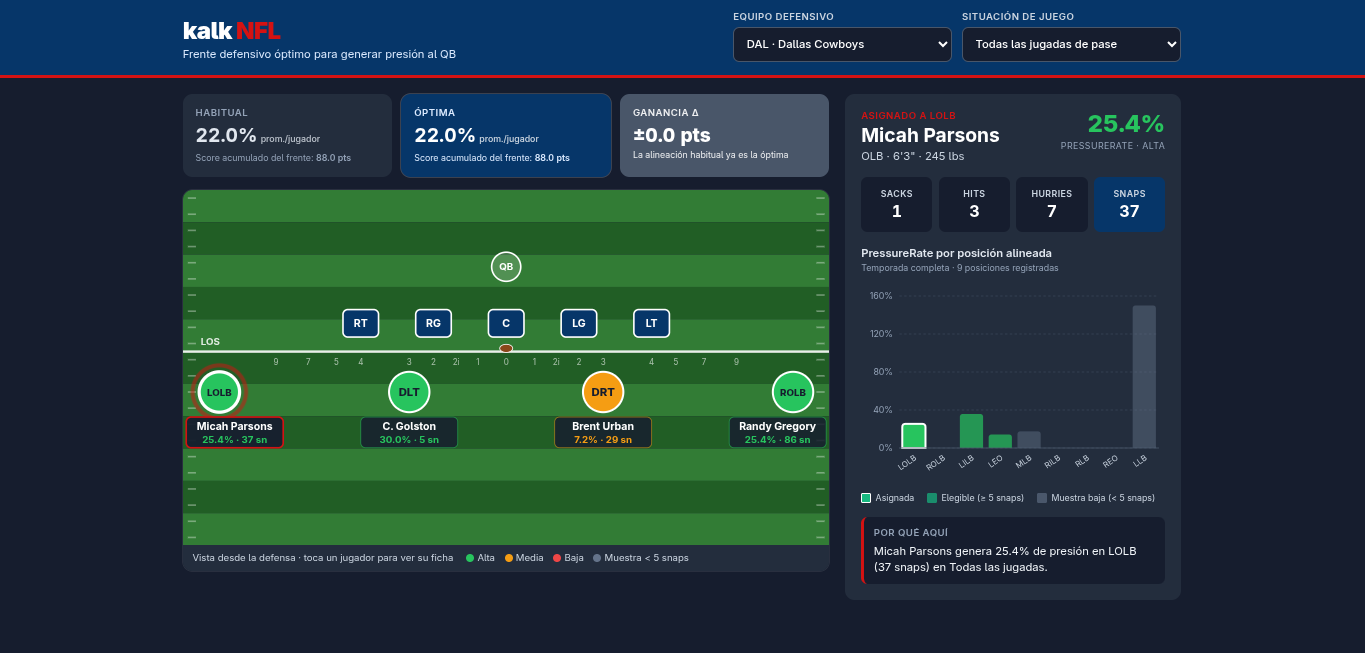 kalk NFL
Frente defensivo óptimo para generar presión al QB
EQUIPO DEFENSIVO
DAL · Dallas Cowboys
SITUACIÓN DE JUEGO
Todas las jugadas de pase
HABITUAL
22.0% prom./jugador
Score acumulado del frente: 88.0 pts
ÓPTIMA
22.0% prom./jugador
Score acumulado del frente: 88.0 pts
GANANCIA Δ
±0.0 pts
La alineación habitual ya es la óptima
QB
RT RG C LG LT
LOS
9 7 5 4 3 2 2i 1 0 1 2i 2 3 4 5 7 9
LOLB DLT DRT ROLB
Micah Parsons
25.4% · 37 sn
C. Golston
30.0% · 5 sn
Brent Urban
7.2% · 29 sn
Randy Gregory
25.4% · 86 sn
Vista desde la defensa · toca un jugador para ver su ficha
Alta Media Baja Muestra < 5 snaps
ASIGNADO A LOLB
Micah Parsons
OLB · 6'3" · 245 lbs
25.4%
PRESSURERATE · ALTA
SACKS
1
HITS
3
HURRIES
7
SNAPS
37
PressureRate por posición alineada
Temporada completa · 9 posiciones registradas
160%
120%
80%
40%
0%
LOLB ROLB LILB LEO MLB RILB RLB REO LLB
Asignada Elegible (≥ 5 snaps) Muestra baja (< 5 snaps)
POR QUÉ AQUÍ
Micah Parsons genera 25.4% de presión en LOLB
(37 snaps) en Todas las jugadas.